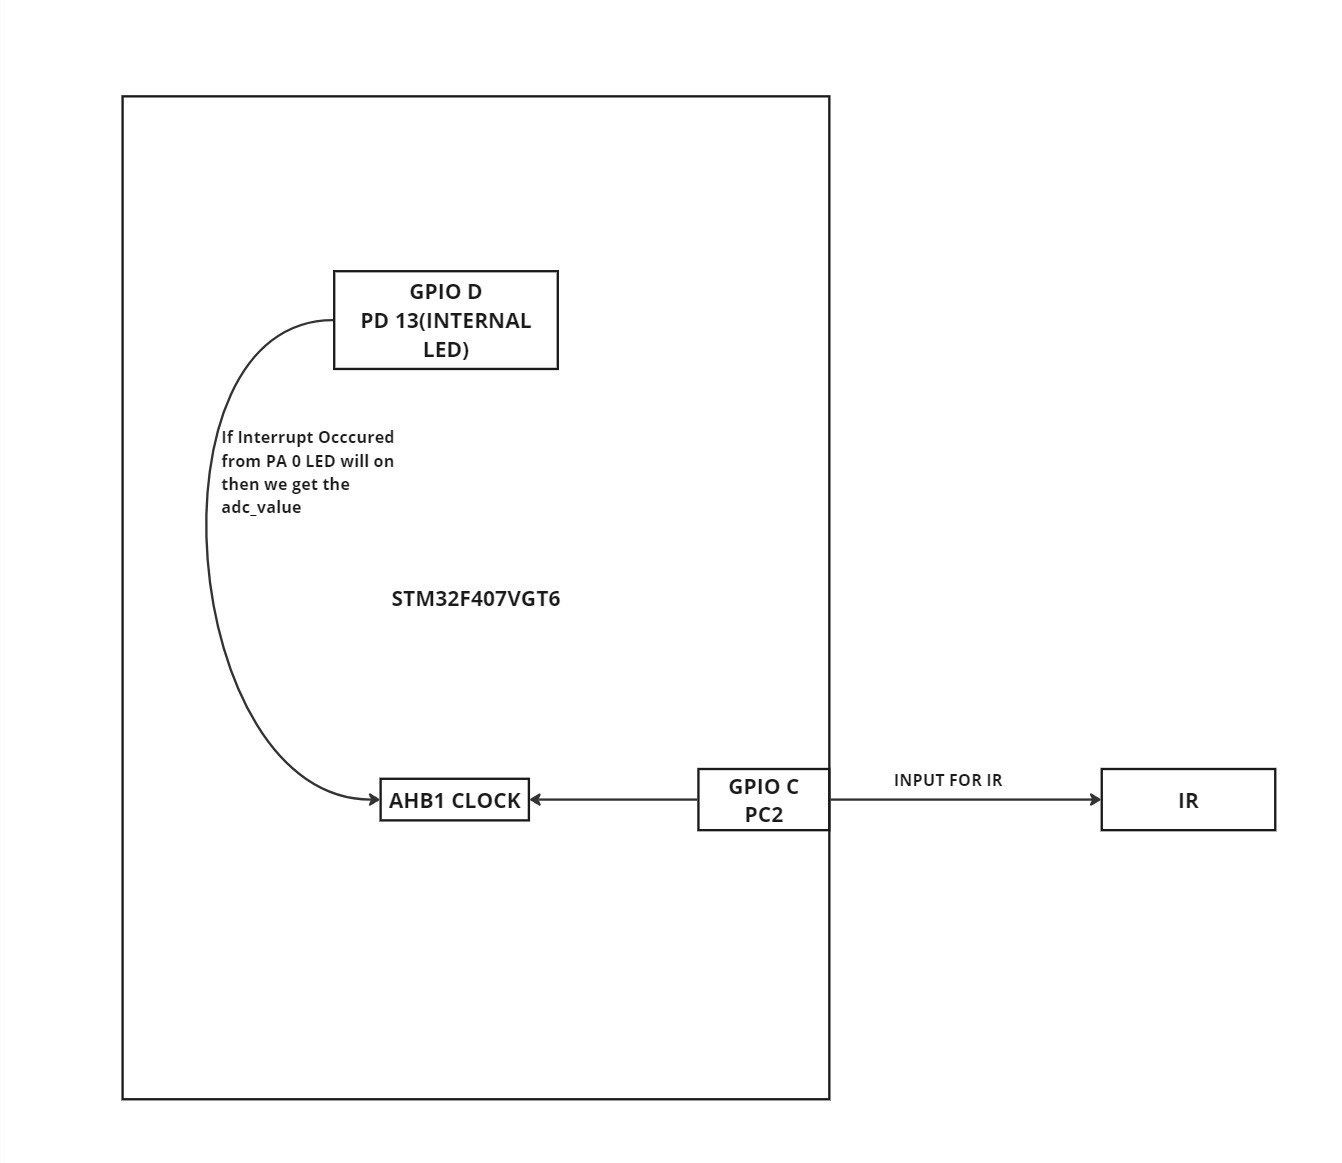 GPIO D
PD 13(INTERNAL
LED)
If Interrupt Occcured
from PA 0 LED will on
then we get the
adc_value
STM32F407VGT6
AHB1 CLOCK
GPIO C
PC2
INPUT FOR IR
IR